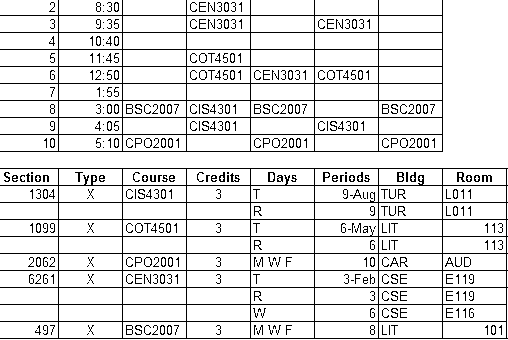 2 8:30 CEN3031
3 9:35 CEN3031 CEN3031
4 10:40
5 11:45 COT4501
6 12:50 COT4501 CEN3031 COT4501
7 1:55
8 3:00 BSC2007 CIS4301 BSC2007 BSC2007
9 4:05 CIS4301 CIS4301
10 5:10 CPO2001 CPO2001 CPO2001
Section Type Course Credits Days Periods Bldg Room
1304 X CIS4301 3 T 9-Aug TUR L011
R 9 TUR L011
1099 X COT4501 3 T 6-May LIT 113
R 6 LIT 113
2062 X CPO2001 3 M W F 10 CAR AUD
6261 X CEN3031 3 T 3-Feb CSE E119
R 3 CSE E119
W 6 CSE E116
497 X BSC2007 3 M W F 8 LIT 101